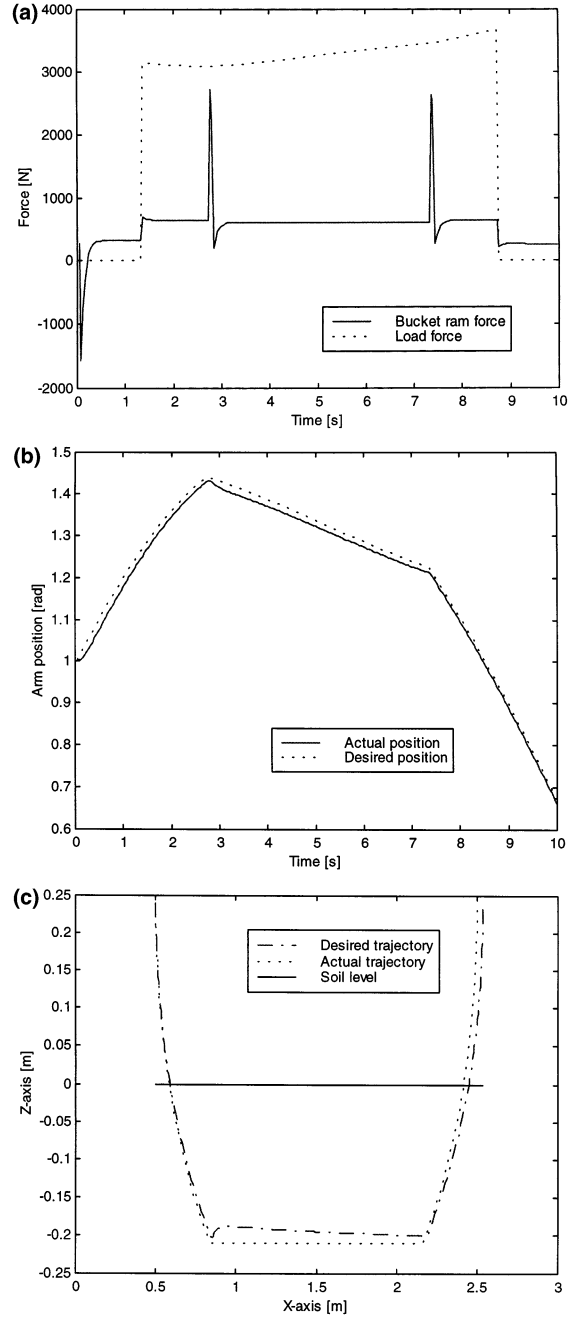 (a)
4000
3000
2000
1000
0
-1000
-2000
Force [N]
Bucket ram force
Load force
0 1 2 3 4 5 6 7 8 9 10
Time [s]
(b)
1.5
1.4
1.3
1.2
1.1
1
0.9
0.8
0.7
0.6
Arm position [rad]
Actual position
Desired position
0 1 2 3 4 5 6 7 8 9 10
Time [s]
(c)
0.25
0.2
0.15
0.1
0.05
0
-0.05
-0.1
-0.15
-0.2
-0.25
Z-axis [m]
Desired trajectory
Actual trajectory
Soil level
0 0.5 1 1.5 2 2.5 3
X-axis [m]